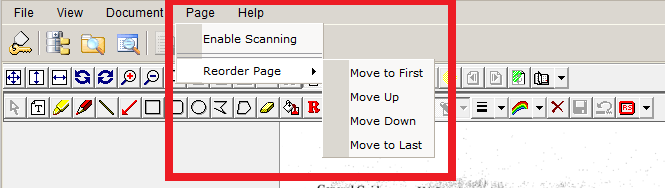 File View Document Page Help
Enable Scanning
Reorder Page
Move to First
Move Up
Move Down
Move to Last
T
R
RS